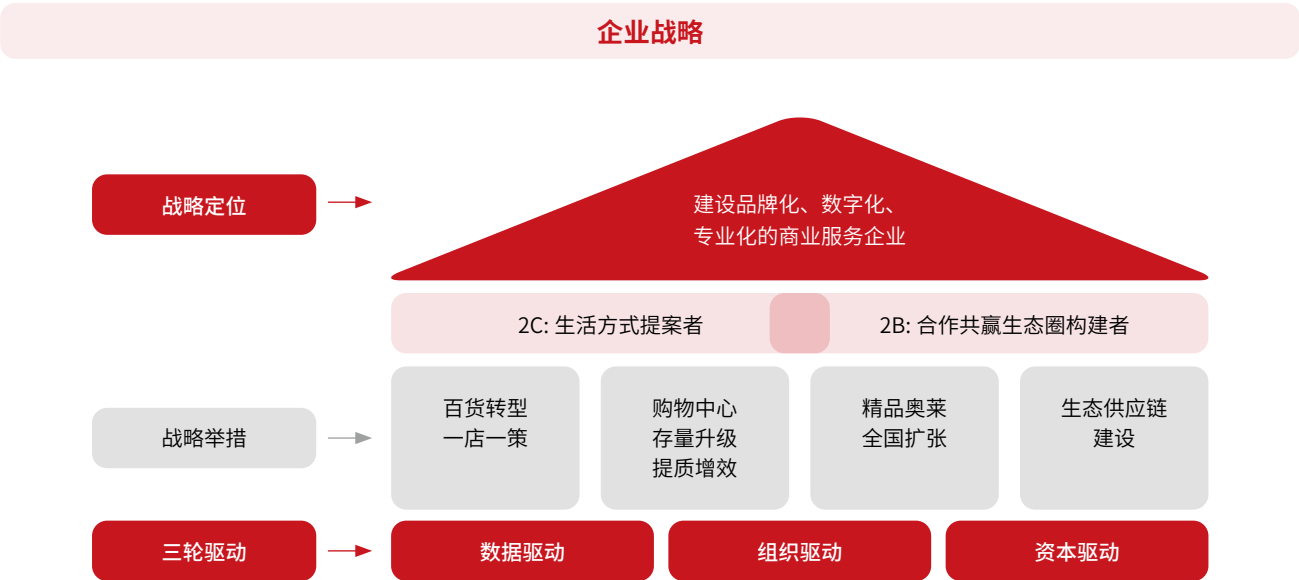 企业战略
战略定位
建设品牌化、数字化、
专业化的商业服务企业
2C: 生活方式提案者
2B: 合作共赢生态圈构建者
战略举措
百货转型
一店一策
购物中心
存量升级
提质增效
精品奥莱
全国扩张
生态供应链
建设
三轮驱动
数据驱动
组织驱动
资本驱动